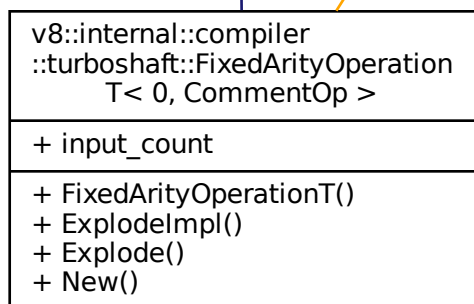 v8::internal::compiler
::turboshaft::FixedArityOperation
T< 0, CommentOp >
+ input_count
+ FixedArityOperationT()
+ ExplodeImpl()
+ Explode()
+ New()